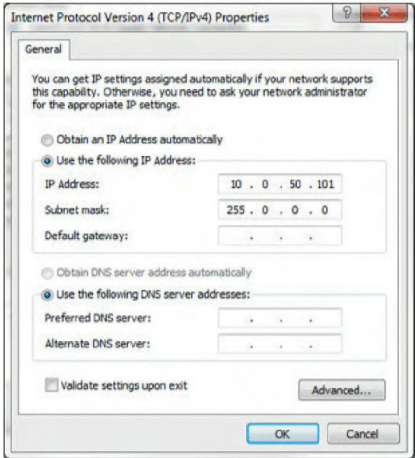 Internet Protocol Version 4 (TCP/IPv4) Properties
General
You can get IP settings assigned automatically if your network supports
this capability. Otherwise, you need to ask your network administrator
for the appropriate IP settings.
Obtain an IP Address automatically
Use the following IP Address:
IP Address: 10 . 0 . 50 . 101
Subnet mask: 255 . 0 . 0 . 0
Default gateway: . . .
Obtain DNS server address automatically
Use the following DNS server addresses:
Preferred DNS server: . . .
Alternate DNS server: . . .
Validate settings upon exit
Advanced...
OK Cancel